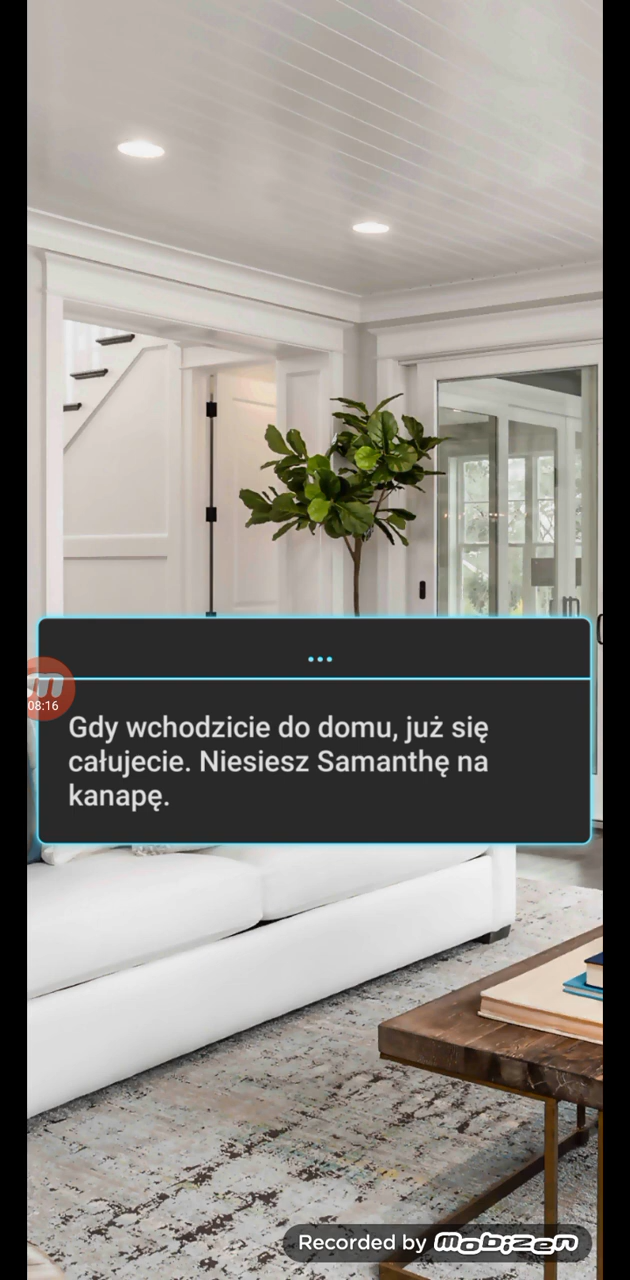 ...
08:16
Gdy wchodzicie do domu, już się
całujecie. Niesiesz Samanthę na
kanapę.
Recorded by mobizen